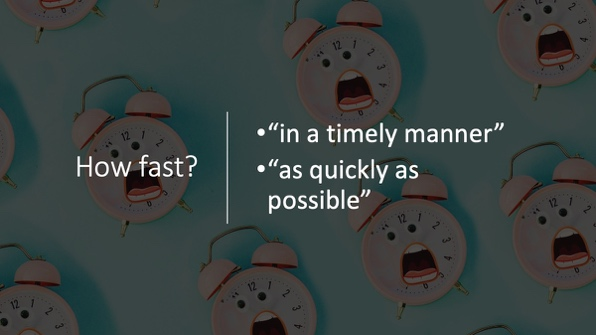 How fast?
•“in a timely manner”
•“as quickly as
possible”